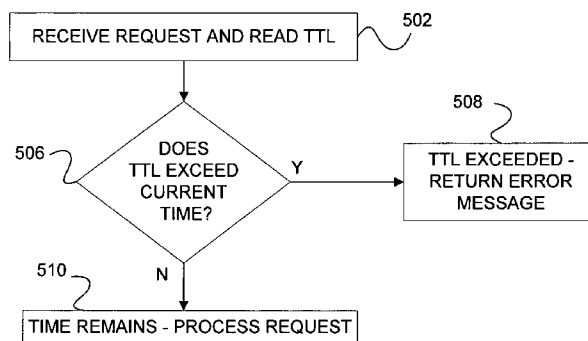 RECEIVE REQUEST AND READ TTL
502
508
506
DOES
TTL EXCEED
CURRENT
TIME?
Y
TTL EXCEEDED -
RETURN ERROR
MESSAGE
N
510
TIME REMAINS - PROCESS REQUEST